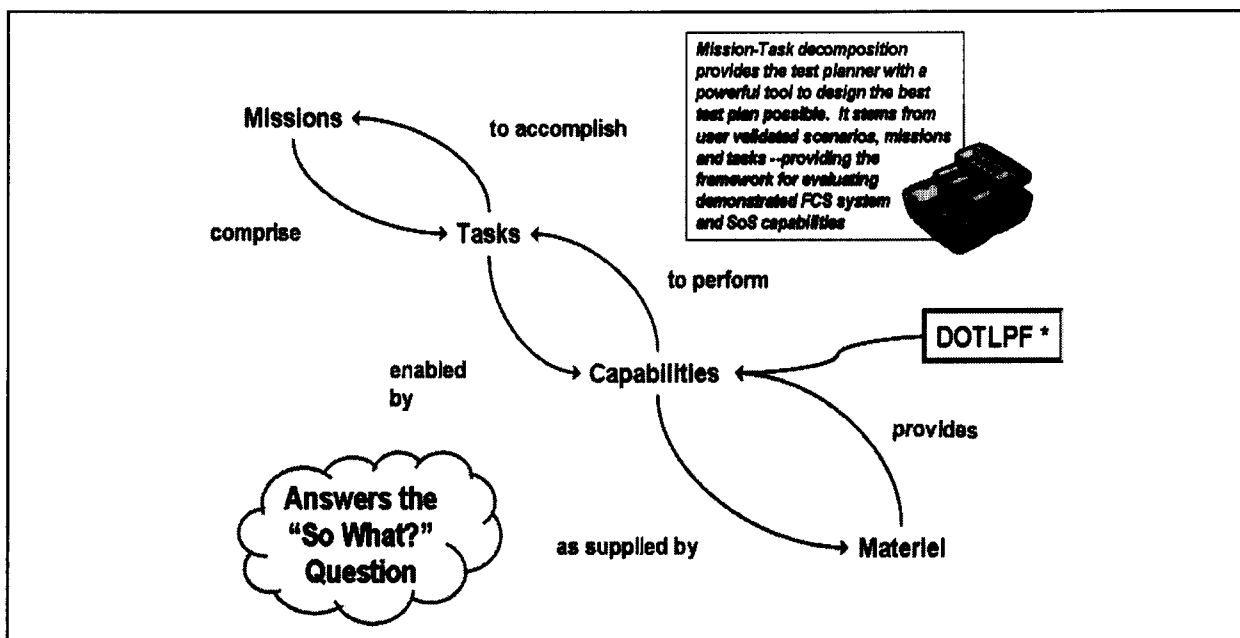 Mission-Task decomposition
provides the test planner with a
powerful tool to design the best
test plan possible. It stems from
user validated scenarios, missions
and tasks --providing the
framework for evaluating
demonstrated FCS system
and SoS capabilities
Missions
to accomplish
comprise
Tasks
to perform
DOTLPF *
enabled
by
Capabilities
provides
Answers the
"So What?"
Question
as supplied by
Materiel